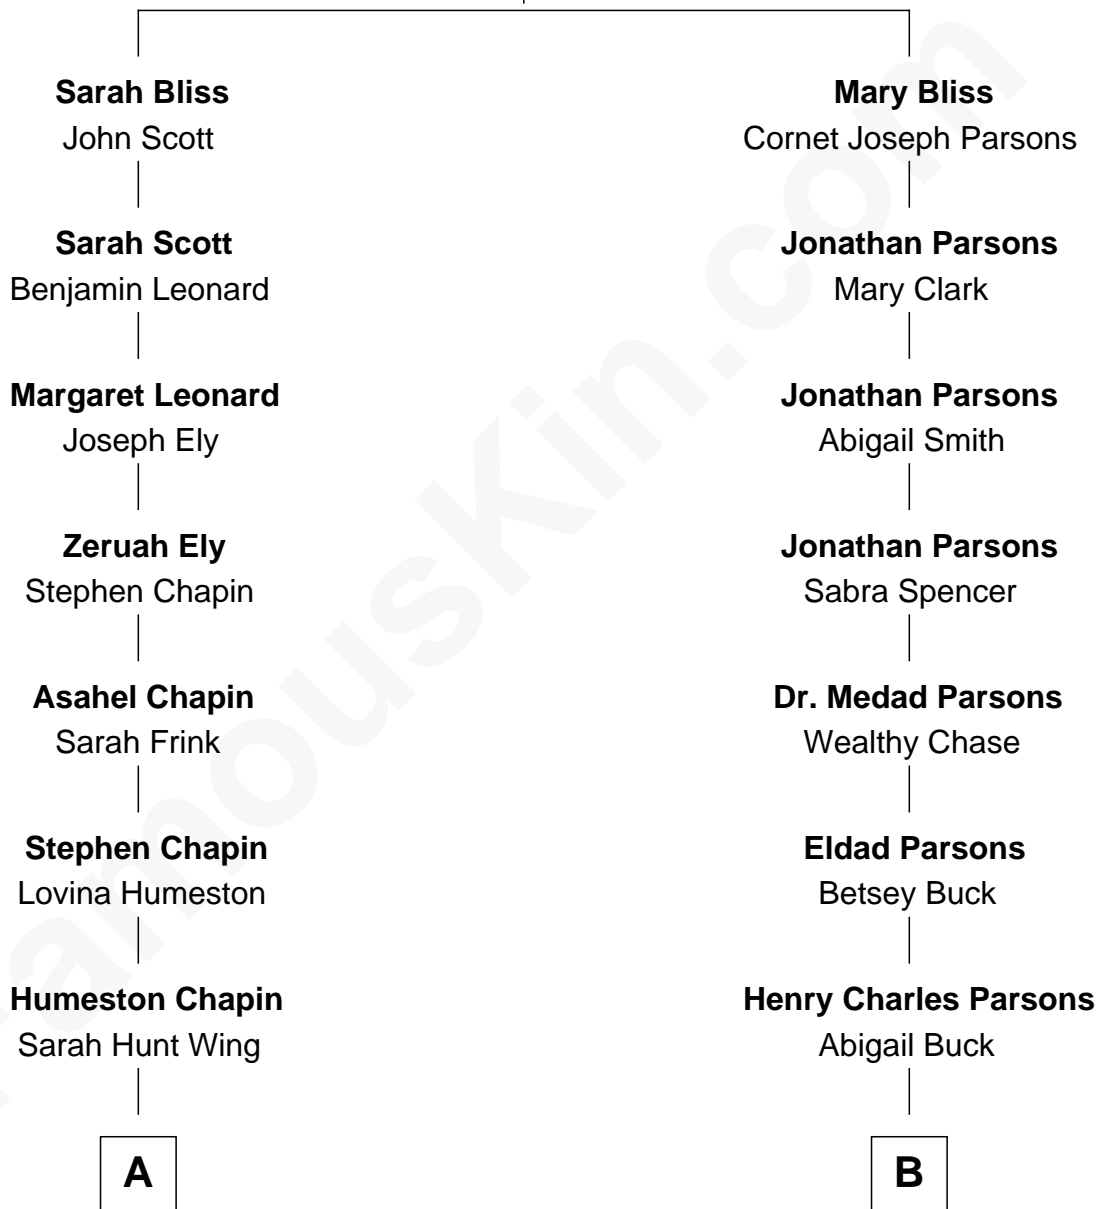 Sarah Bliss
John Scott
Sarah Scott
Benjamin Leonard
Margaret Leonard
Joseph Ely
Zeruah Ely
Stephen Chapin
Asahel Chapin
Sarah Frink
Stephen Chapin
Lovina Humeston
Humeston Chapin
Sarah Hunt Wing
A
Mary Bliss
Cornet Joseph Parsons
Jonathan Parsons
Mary Clark
Jonathan Parsons
Abigail Smith
Jonathan Parsons
Sabra Spencer
Dr. Medad Parsons
Wealthy Chase
Eldad Parsons
Betsey Buck
Henry Charles Parsons
Abigail Buck
B
FamousKin.com